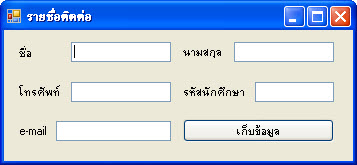 รายชื่อติดต่อ
ชื่อ นามสกุล
โทรศัพท์ รหัสนักศึกษา
e-mail เก็บข้อมูล